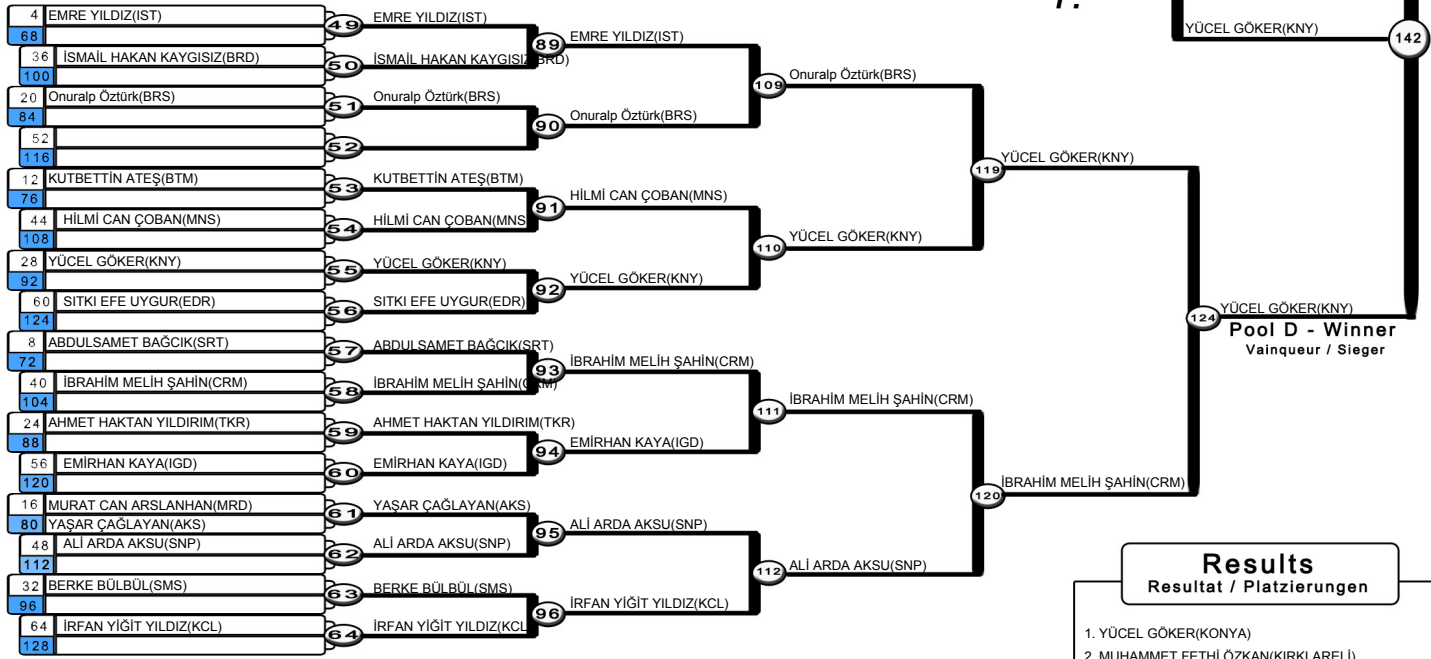 4 EMRE YILDIZ(IST)
68
36 İSMAİL HAKAN KAYGISIZ(BRD)
100
20 Onuralp Öztürk(BRS)
84
52
116
12 KUTBETTİN ATEŞ(BTM)
76
44 HİLMİ CAN ÇOBAN(MNS)
108
28 YÜCEL GÖKER(KNY)
92
60 SITKI EFE UYGUR(EDR)
124
8 ABDULSAMET BAĞCIK(SRT)
72
40 İBRAHİM MELİH ŞAHİN(CRM)
104
24 AHMET HAKTAN YILDIRIM(TKR)
88
56 EMİRHAN KAYA(IGD)
120
16 MURAT CAN ARSLANHAN(MRD)
80 YAŞAR ÇAĞLAYAN(AKS)
48 ALİ ARDA AKSU(SNP)
112
32 BERKE BÜLBÜL(SMS)
96
64 İRFAN YİĞİT YILDIZ(KCL)
128
49 EMRE YILDIZ(IST)
50 İSMAİL HAKAN KAYGISIZ(BRD)
51 Onuralp Öztürk(BRS)
52
53 KUTBETTİN ATEŞ(BTM)
54 HİLMİ CAN ÇOBAN(MNS
55 YÜCEL GÖKER(KNY)
56 SITKI EFE UYGUR(EDR)
57 ABDULSAMET BAĞCIK(SRT)
58 İBRAHİM MELİH ŞAHİN(CRM)
59 AHMET HAKTAN YILDIRIM(TKR)
60 EMİRHAN KAYA(IGD)
61 YAŞAR ÇAĞLAYAN(AKS)
62 ALİ ARDA AKSU(SNP)
63 BERKE BÜLBÜL(SMS)
64 İRFAN YİĞİT YILDIZ(KCL
89 EMRE YILDIZ(IST)
90 Onuralp Öztürk(BRS)
91 HİLMİ CAN ÇOBAN(MNS)
92 YÜCEL GÖKER(KNY)
93 İBRAHİM MELİH ŞAHİN(CRM)
94 EMİRHAN KAYA(IGD)
95 ALİ ARDA AKSU(SNP)
96 İRFAN YİĞİT YILDIZ(KCL)
109 Onuralp Öztürk(BRS)
110 YÜCEL GÖKER(KNY)
111 İBRAHİM MELİH ŞAHİN(CRM)
112 ALİ ARDA AKSU(SNP)
119 YÜCEL GÖKER(KNY)
120 İBRAHİM MELİH ŞAHİN(CRM)
124 YÜCEL GÖKER(KNY)
Pool D - Winner
Vainqueur / Sieger
YÜCEL GÖKER(KNY)
142
Results
Resultat / Platzierungen
1. YÜCEL GÖKER(KONYA)
2. MUHAMMET FETHİ ÖZKAN(KIRKLARELİ)